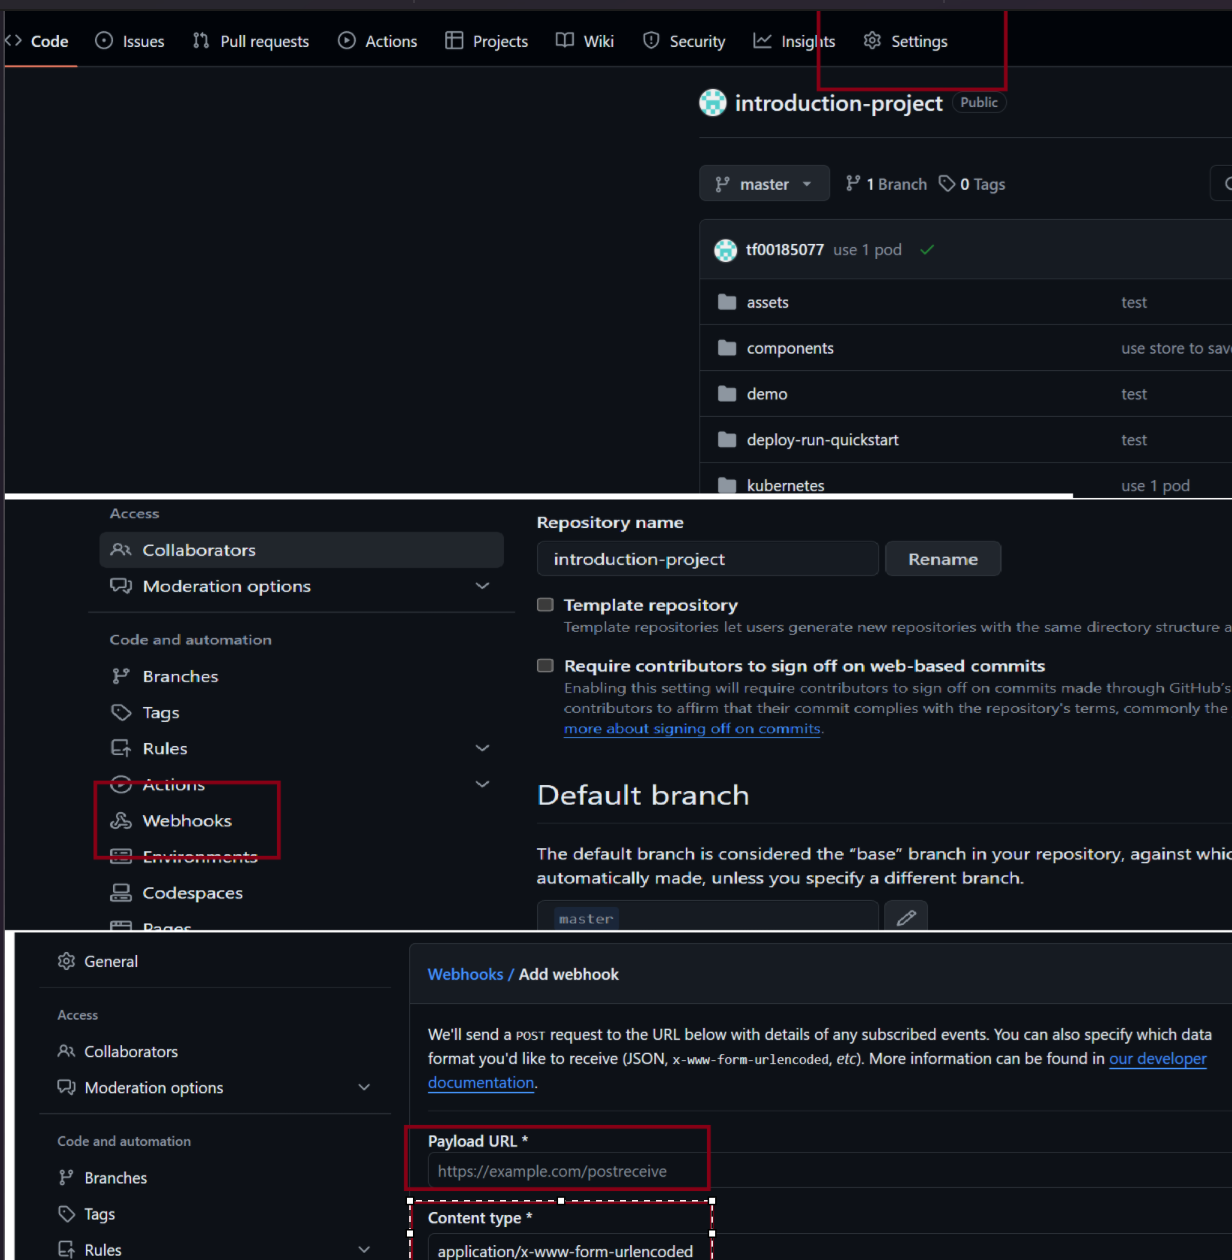 Code Issues Pull requests Actions Projects Wiki Security Insights Settings
introduction-project Public
master 1 Branch 0 Tags
tf00185077 use 1 pod
assets test
components use store to save
demo test
deploy-run-quickstart test
kubernetes use 1 pod
Access
Collaborators
Moderation options
Code and automation
Branches
Tags
Rules
Actions
Webhooks
Environments
Codespaces
Pages
Repository name
introduction-project Rename
Template repository
Template repositories let users generate new repositories with the same directory structure a
Require contributors to sign off on web-based commits
Enabling this setting will require contributors to sign off on commits made through GitHub's
contributors to affirm that their commit complies with the repository's terms, commonly the
more about signing off on commits.
Default branch
The default branch is considered the "base" branch in your repository, against whic
automatically made, unless you specify a different branch.
master
General
Access
Collaborators
Moderation options
Code and automation
Branches
Tags
Rules
Webhooks / Add webhook
We'll send a POST request to the URL below with details of any subscribed events. You can also specify which data
format you'd like to receive (JSON, x-www-form-urlencoded, etc). More information can be found in our developer
documentation.
Payload URL *
https://example.com/postreceive
Content type *
application/x-www-form-urlencoded